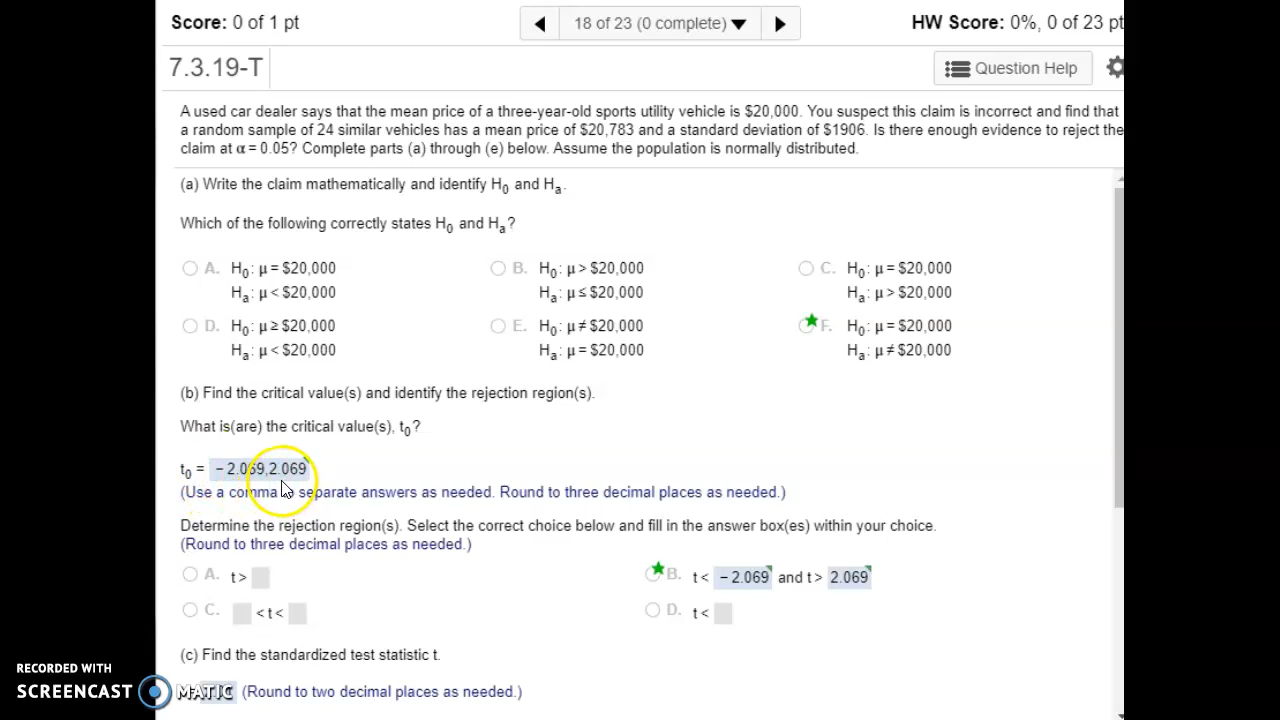 Score: 0 of 1 pt
18 of 23 (0 complete)
HW Score: 0%, 0 of 23 pt
7.3.19-T
Question Help
A used car dealer says that the mean price of a three-year-old sports utility vehicle is $20,000. You suspect this claim is incorrect and find that
a random sample of 24 similar vehicles has a mean price of $20,783 and a standard deviation of $1906. Is there enough evidence to reject the
claim at α = 0.05? Complete parts (a) through (e) below. Assume the population is normally distributed.
(a) Write the claim mathematically and identify H₀ and Hₐ.
Which of the following correctly states H₀ and Hₐ?
A. H₀: μ = $20,000
Hₐ: μ < $20,000
B. H₀: μ > $20,000
Hₐ: μ ≤ $20,000
C. H₀: μ = $20,000
Hₐ: μ > $20,000
D. H₀: μ ≥ $20,000
Hₐ: μ < $20,000
E. H₀: μ ≠ $20,000
Hₐ: μ = $20,000
F. H₀: μ = $20,000
Hₐ: μ ≠ $20,000
(b) Find the critical value(s) and identify the rejection region(s).
What is(are) the critical value(s), t₀?
t₀ = − 2.069,2.069
(Use a comma to separate answers as needed. Round to three decimal places as needed.)
Determine the rejection region(s). Select the correct choice below and fill in the answer box(es) within your choice.
(Round to three decimal places as needed.)
A. t >
B. t < − 2.069 and t > 2.069
C. < t <
D. t <
(c) Find the standardized test statistic t.
(Round to two decimal places as needed.)
RECORDED WITH
SCREENCAST MATIC